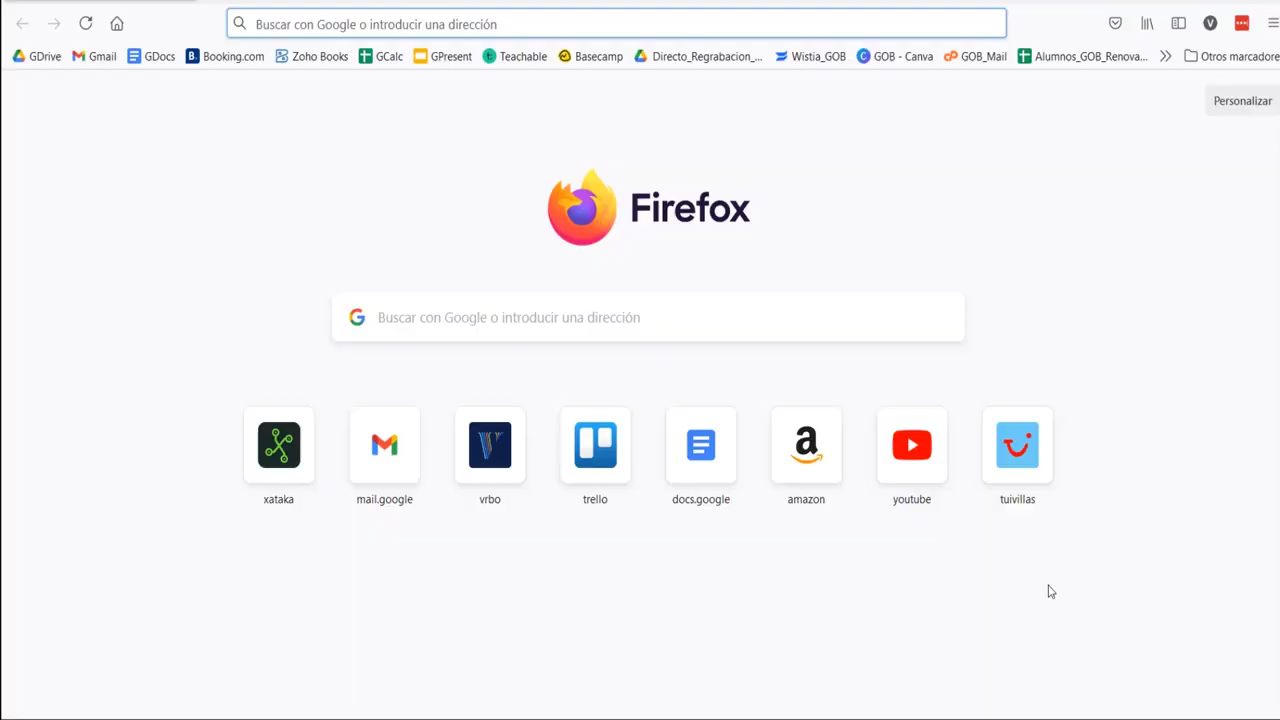 Buscar con Google o introducir una dirección
V
GDrive Gmail GDocs Booking.com Zoho Books GCalc GPresent Teachable Basecamp Directo_Regrabacion_... Wistia_GOB GOB - Canva GOB_Mail Alumnos_GOB_Renova... Otros marcadore
Personalizar
Firefox
Buscar con Google o introducir una dirección
xataka mail.google vrbo trello docs.google amazon youtube tuivillas